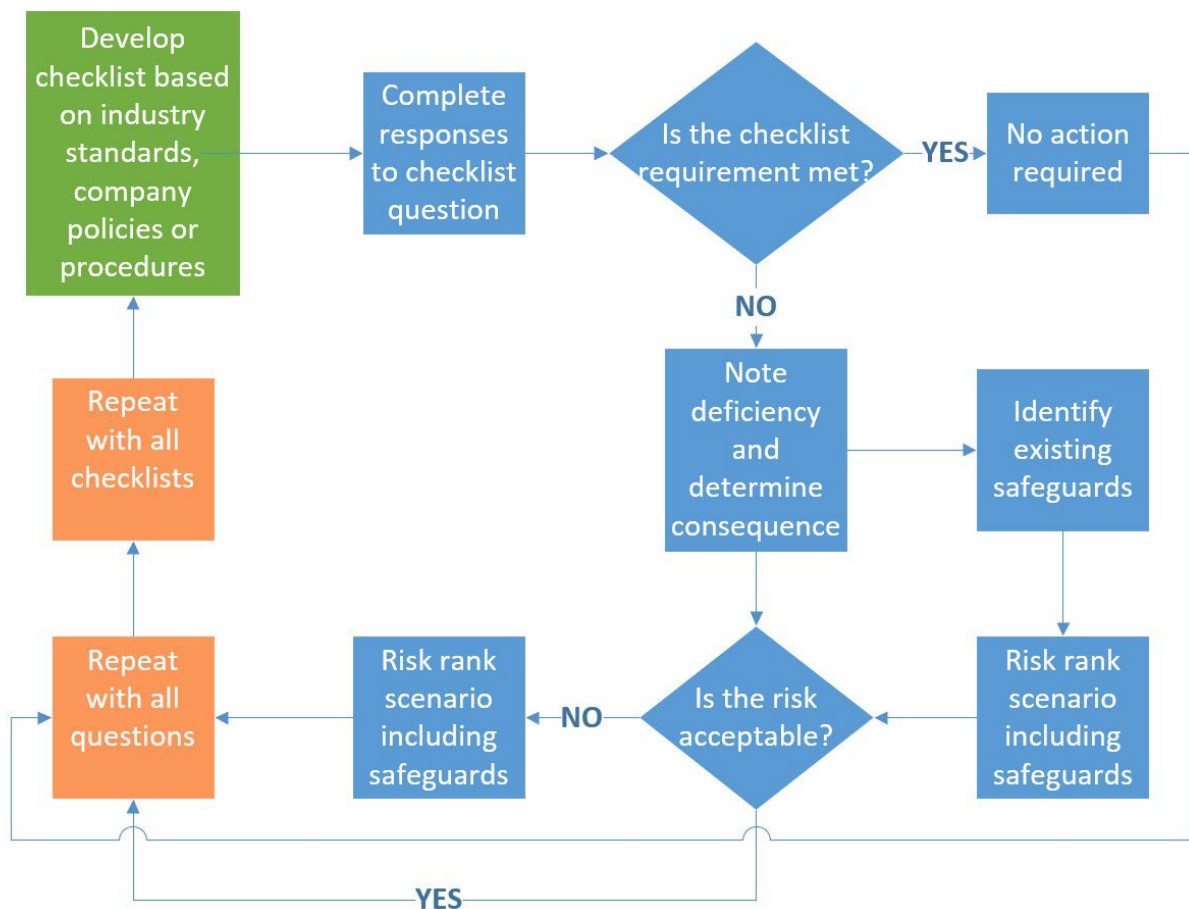 Develop
checklist based
on industry
standards,
company
policies or
procedures
Complete
responses
to checklist
question
Is the checklist
requirement met?
YES
No action
required
NO
Note
deficiency
and
determine
consequence
Identify
existing
safeguards
Repeat
with all
checklists
Repeat
with all
questions
Risk rank
scenario
including
safeguards
NO
Is the risk
acceptable?
Risk rank
scenario
including
safeguards
YES